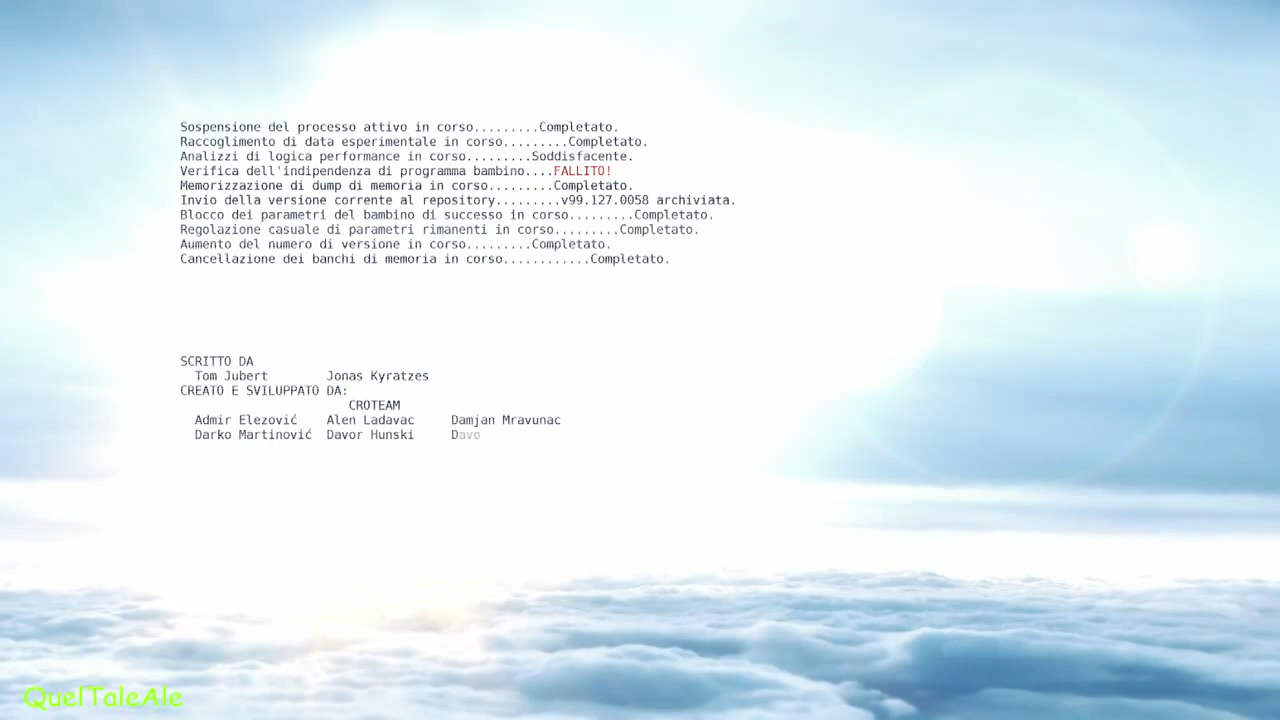 Sospensione del processo attivo in corso.........Completato.
Raccoglimento di data esperimentale in corso.........Completato.
Analizzi di logica performance in corso.........Soddisfacente.
Verifica dell'indipendenza di programma bambino....FALLITO!
Memorizzazione di dump di memoria in corso.........Completato.
Invio della versione corrente al repository.........v99.127.0058 archiviata.
Blocco dei parametri del bambino di successo in corso.........Completato.
Regolazione casuale di parametri rimanenti in corso.........Completato.
Aumento del numero di versione in corso.........Completato.
Cancellazione dei banchi di memoria in corso............Completato.
SCRITTO DA
Tom Jubert Jonas Kyratzes
CREATO E SVILUPPATO DA:
CROTEAM
Admir Elezović Alen Ladavac Damjan Mravunac
Darko Martinović Davor Hunski Davo
QuelTaleAle